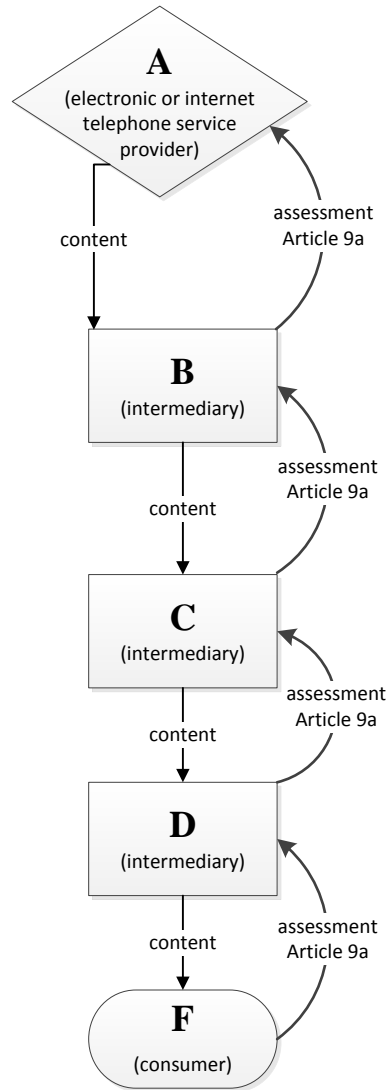 A
(electronic or internet
telephone service
provider)
content
assessment
Article 9a
B
(intermediary)
content
assessment
Article 9a
C
(intermediary)
content
assessment
Article 9a
D
(intermediary)
content
assessment
Article 9a
F
(consumer)